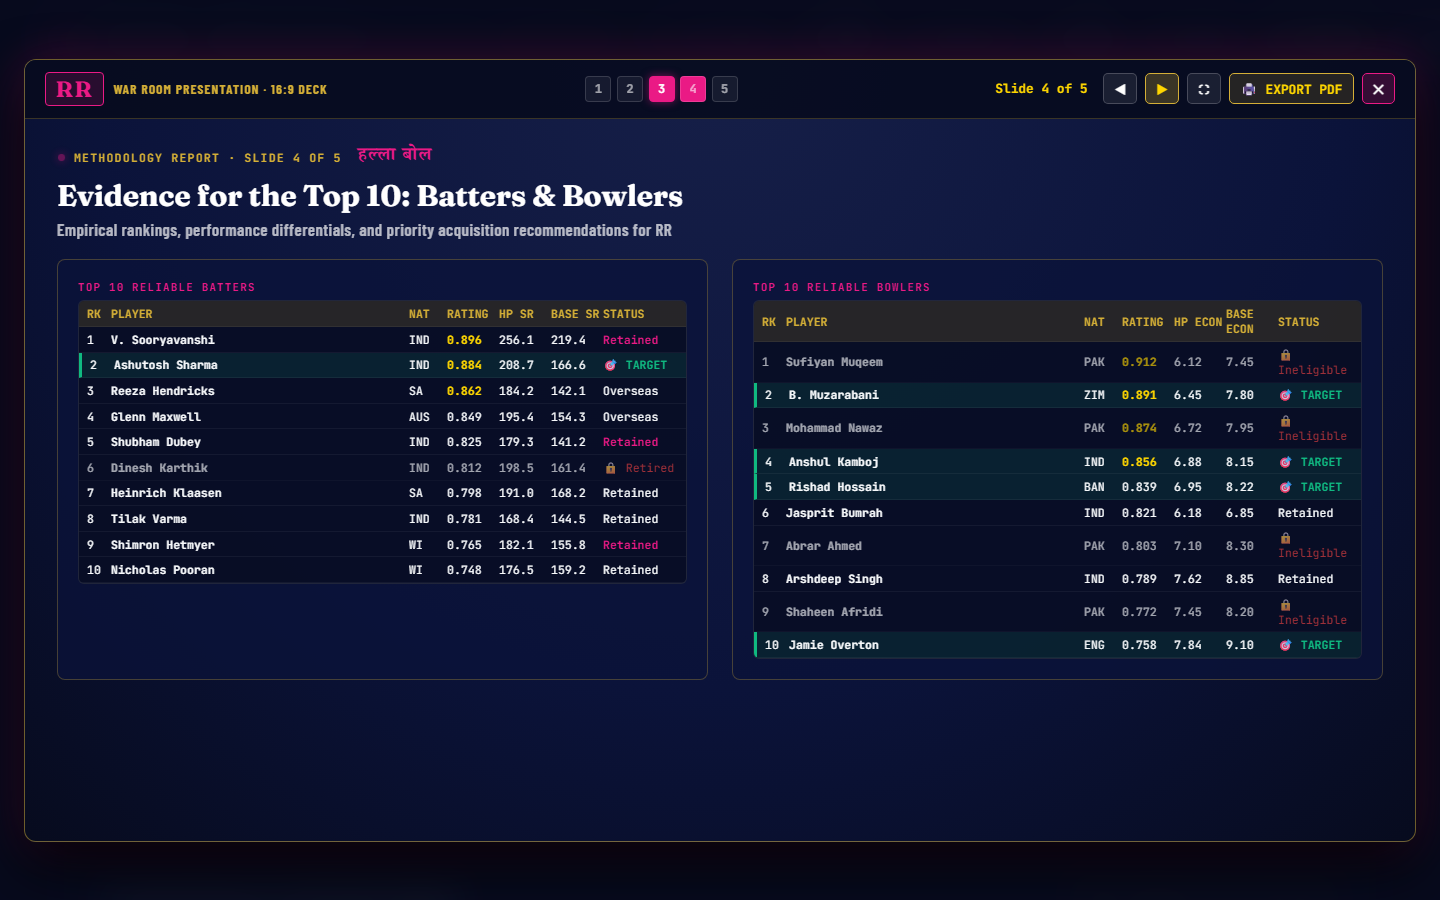 RR WAR ROOM PRESENTATION · 16:9 DECK 1 2 3 4 5 Slide 4 of 5 EXPORT PDF
METHODOLOGY REPORT · SLIDE 4 OF 5 हल्ला बोल
Evidence for the Top 10: Batters & Bowlers
Empirical rankings, performance differentials, and priority acquisition recommendations for RR
TOP 10 RELIABLE BATTERS
RK PLAYER NAT RATING HP SR BASE SR STATUS
1 V. Sooryavanshi IND 0.896 256.1 219.4 Retained
2 Ashutosh Sharma IND 0.884 208.7 166.6 TARGET
3 Reeza Hendricks SA 0.862 184.2 142.1 Overseas
4 Glenn Maxwell AUS 0.849 195.4 154.3 Overseas
5 Shubham Dubey IND 0.825 179.3 141.2 Retained
6 Dinesh Karthik IND 0.812 198.5 161.4 Retired
7 Heinrich Klaasen SA 0.798 191.0 168.2 Retained
8 Tilak Varma IND 0.781 168.4 144.5 Retained
9 Shimron Hetmyer WI 0.765 182.1 155.8 Retained
10 Nicholas Pooran WI 0.748 176.5 159.2 Retained
TOP 10 RELIABLE BOWLERS
RK PLAYER NAT RATING HP ECON BASE ECON STATUS
1 Sufiyan Muqeem PAK 0.912 6.12 7.45 Ineligible
2 B. Muzarabani ZIM 0.891 6.45 7.80 TARGET
3 Mohammad Nawaz PAK 0.874 6.72 7.95 Ineligible
4 Anshul Kamboj IND 0.856 6.88 8.15 TARGET
5 Rishad Hossain BAN 0.839 6.95 8.22 TARGET
6 Jasprit Bumrah IND 0.821 6.18 6.85 Retained
7 Abrar Ahmed PAK 0.803 7.10 8.30 Ineligible
8 Arshdeep Singh IND 0.789 7.62 8.85 Retained
9 Shaheen Afridi PAK 0.772 7.45 8.20 Ineligible
10 Jamie Overton ENG 0.758 7.84 9.10 TARGET